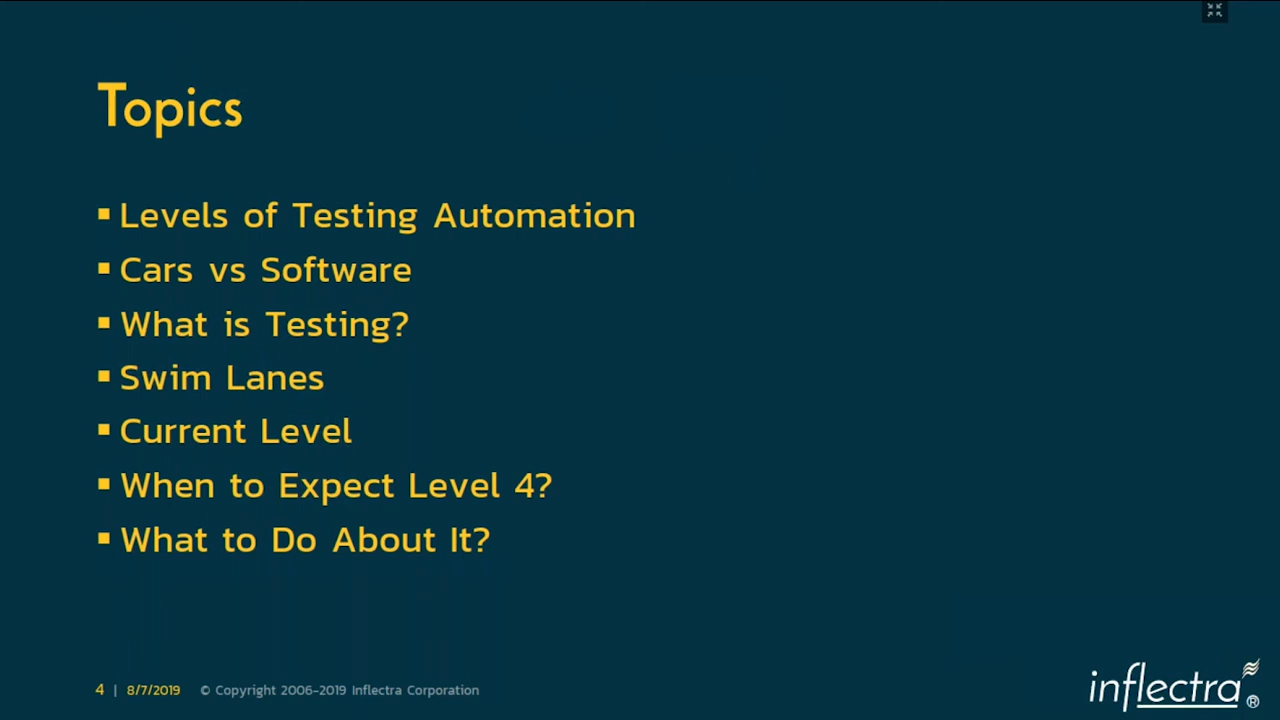 Topics
▪ Levels of Testing Automation
▪ Cars vs Software
▪ What is Testing?
▪ Swim Lanes
▪ Current Level
▪ When to Expect Level 4?
▪ What to Do About It?
4 | 8/7/2019 © Copyright 2006-2019 Inflectra Corporation
inflectra®